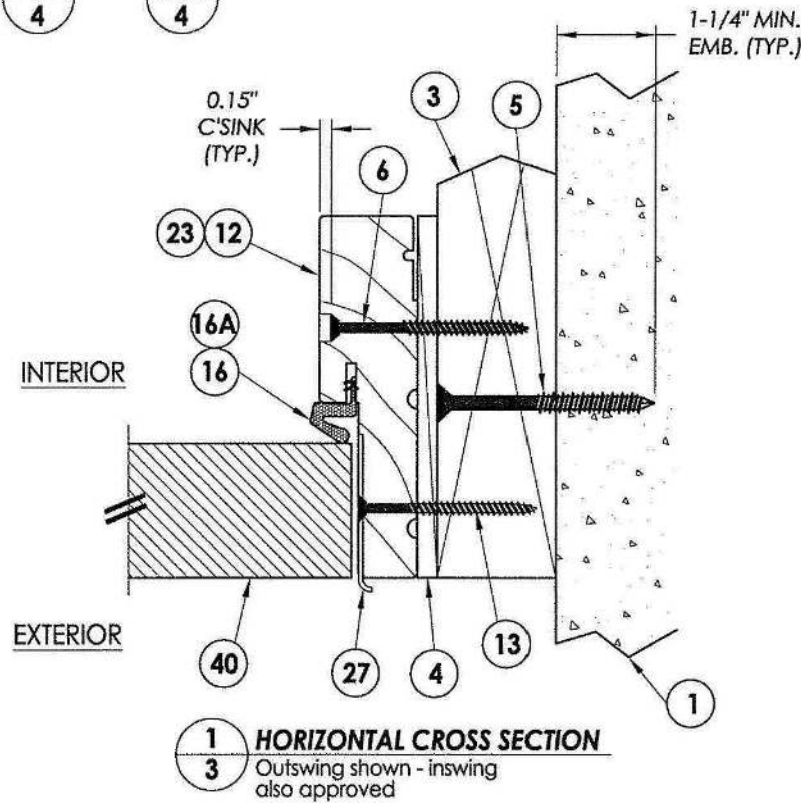 4
4
1-1/4" MIN.
EMB. (TYP.)
0.15"
C'SINK
(TYP.)
3
5
6
23
12
16A
16
INTERIOR
EXTERIOR
40
27
4
13
1
1
3
HORIZONTAL CROSS SECTION
Outswing shown - inswing
also approved